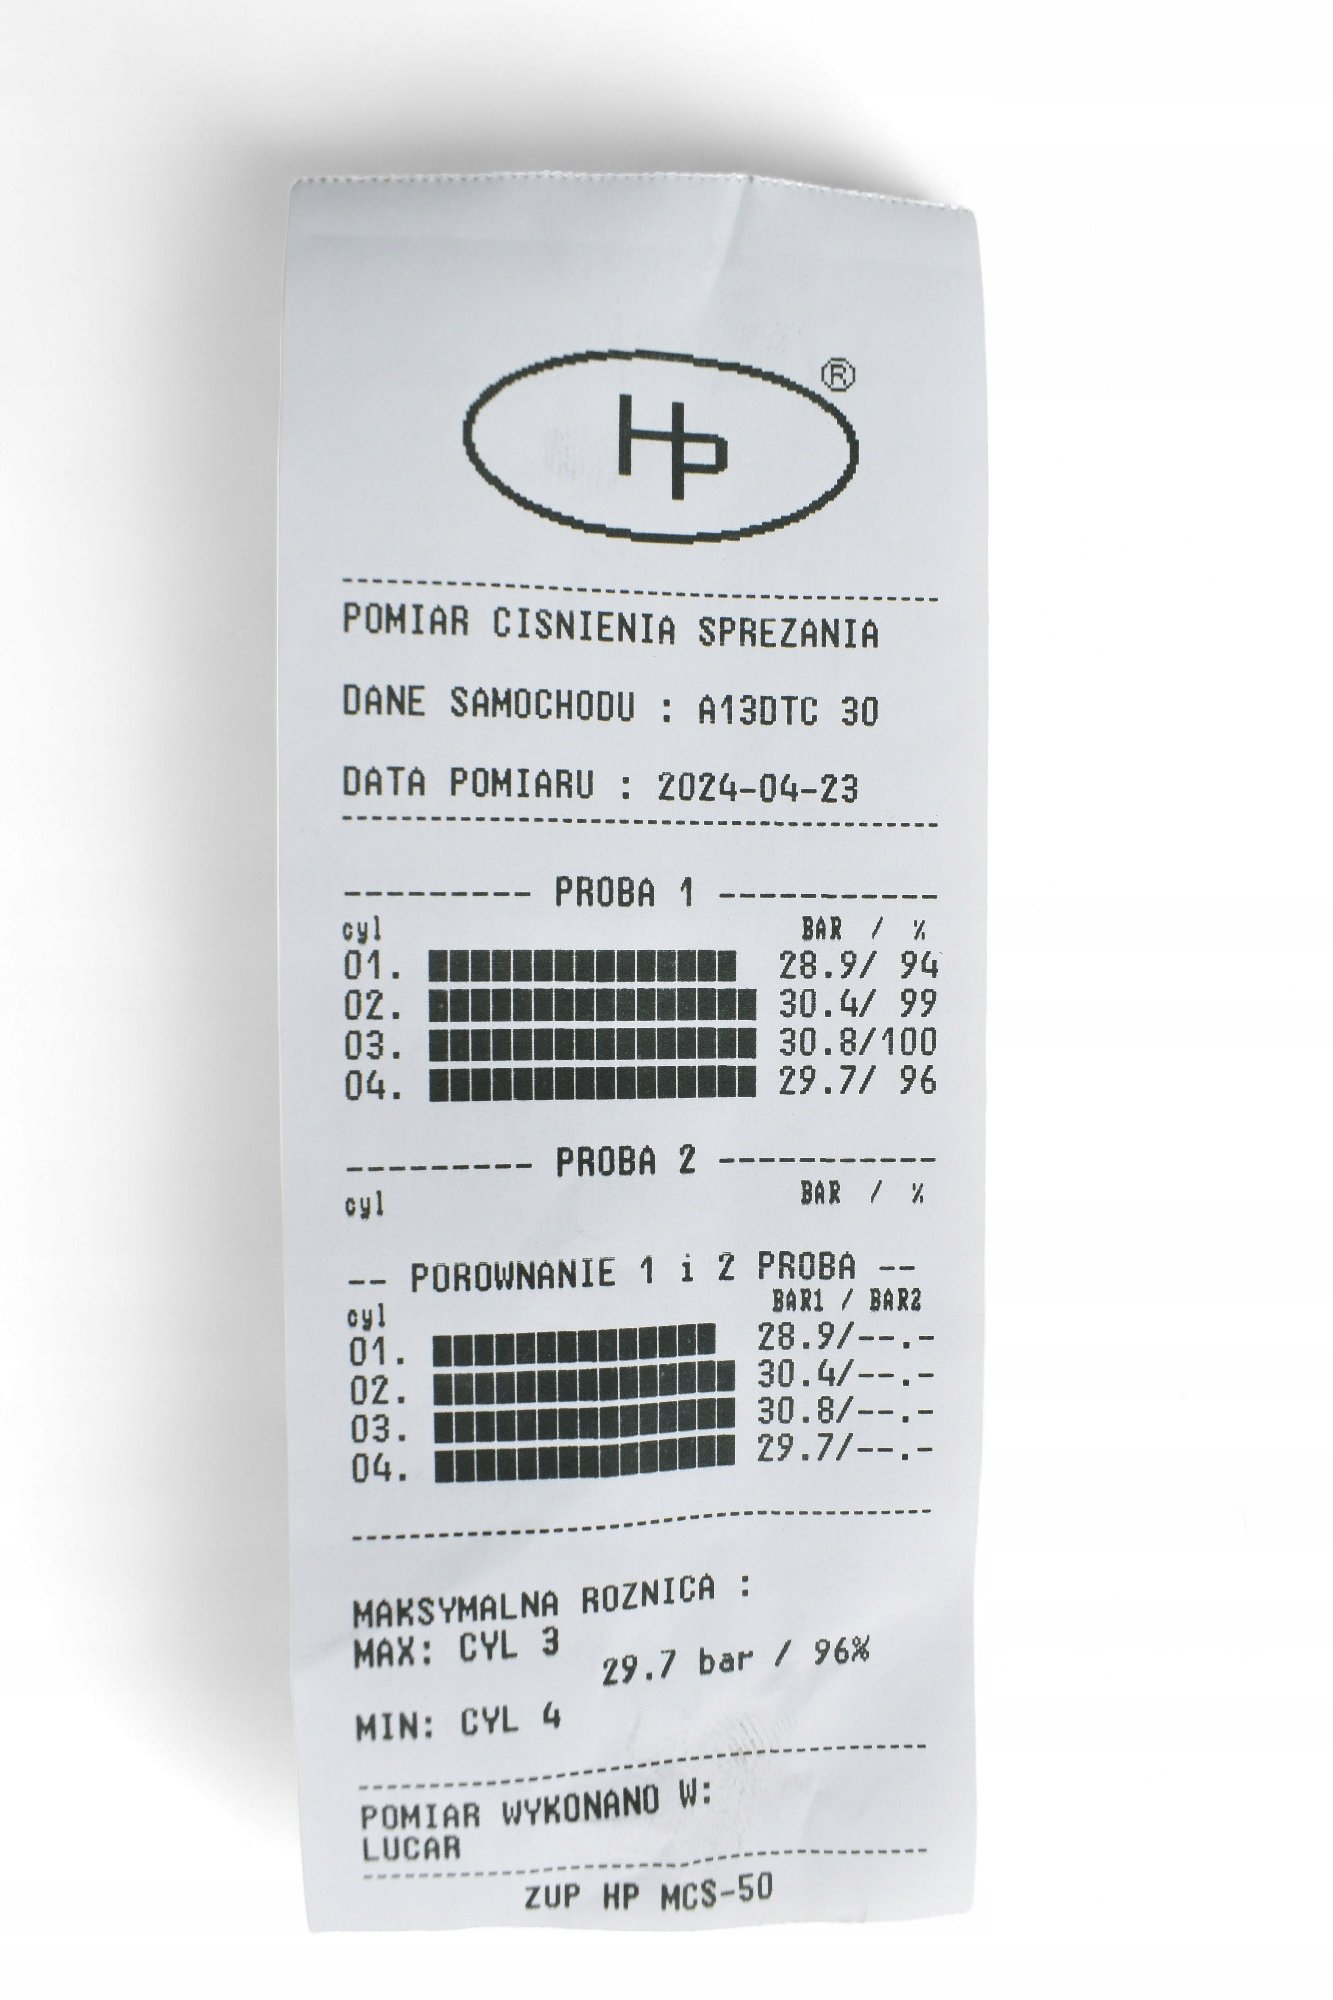 HP ®
POMIAR CISNIENIA SPREZANIA
DANE SAMOCHODU : A13DTC 30
DATA POMIARU : 2024-04-23
--------- PROBA 1 -----------
cyl BAR / %
01. 28.9/ 94
02. 30.4/ 99
03. 30.8/100
04. 29.7/ 96
--------- PROBA 2 -----------
cyl BAR / %
-- POROWNANIE 1 i 2 PROBA --
cyl BAR1 / BAR2
01. 28.9/--.-
02. 30.4/--.-
03. 30.8/--.-
04. 29.7/--.-
MAKSYMALNA ROZNICA :
MAX: CYL 3
29.7 bar / 96%
MIN: CYL 4
POMIAR WYKONANO W:
LUCAR
ZUP HP MCS-50